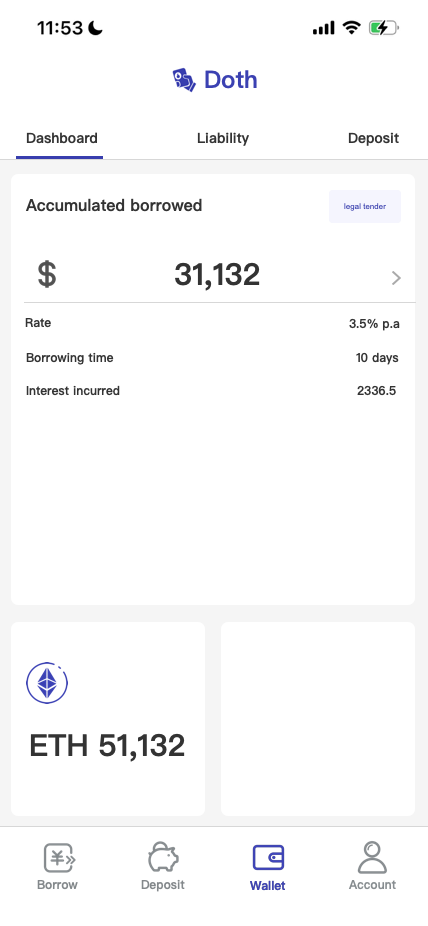 11:53
Doth
Dashboard Liability Deposit
Accumulated borrowed legal tender
$ 31,132
Rate 3.5% p.a
Borrowing time 10 days
Interest incurred 2336.5
ETH 51,132
Borrow Deposit Wallet Account